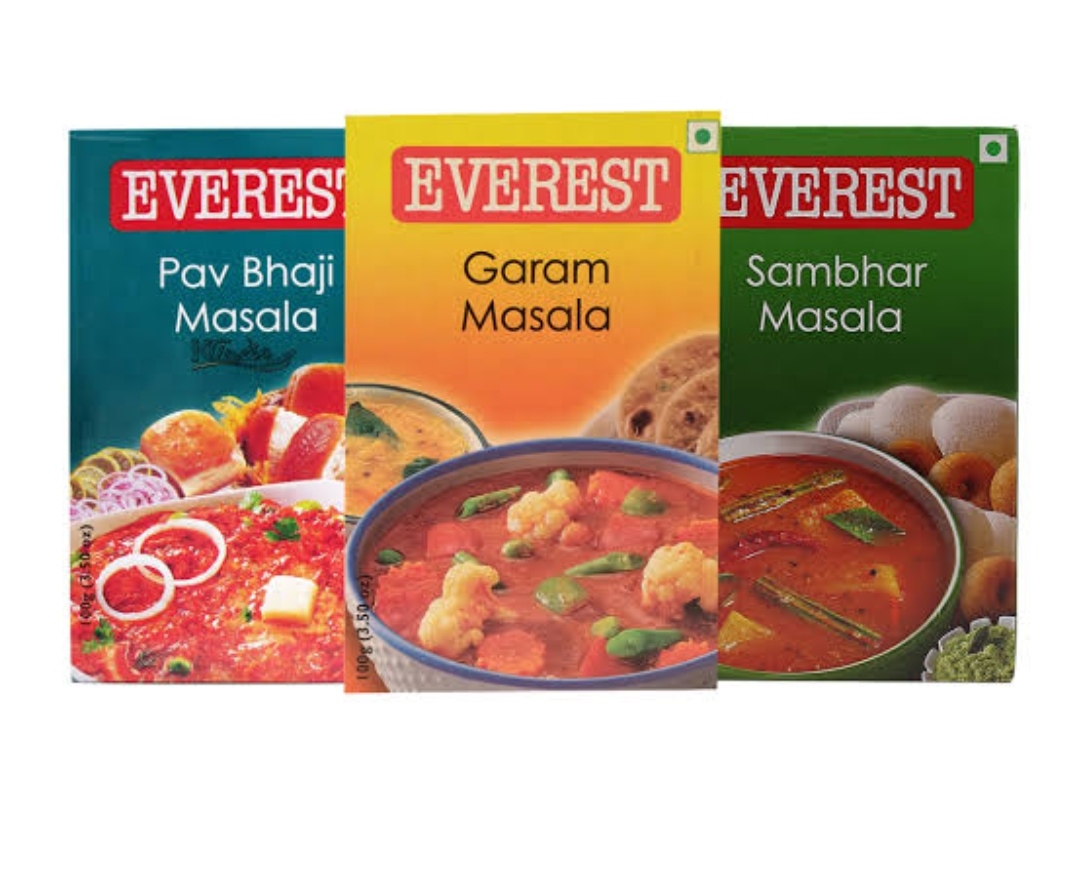 EVEREST
Pav Bhaji
Masala
100g (3.50 oz)
EVEREST
Garam
Masala
100g (3.50 oz)
EVEREST
Sambhar
Masala